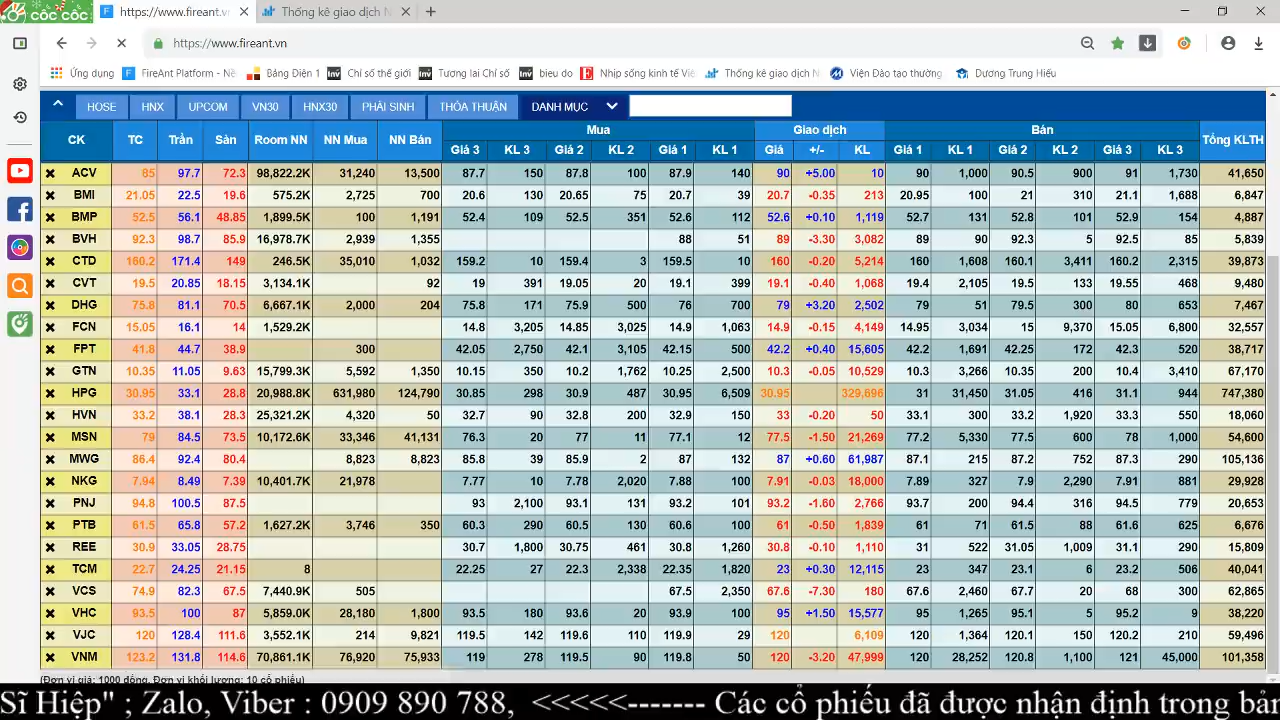 CỐC CỐC https://www.fireant.vn Thống kê giao dịch N
https://www.fireant.vn
Ứng dụng FireAnt Platform - Nề Bảng Điện 1 Chỉ số thế giới Tương lai Chỉ số bieu do Nhịp sống kinh tế Việ Thống kê giao dịch N Viện Đào tạo thường Dương Trung Hiếu
HOSE HNX UPCOM VN30 HNX30 PHÁI SINH THỎA THUẬN DANH MỤC
CK TC Trần Sàn Room NN NN Mua NN Bán Mua Giao dịch Bán Tổng KLTH
Giá 3 KL 3 Giá 2 KL 2 Giá 1 KL 1 Giá +/- KL Giá 1 KL 1 Giá 2 KL 2 Giá 3 KL 3
ACV 85 97.7 72.3 98,822.2K 31,240 13,500 87.7 150 87.8 100 87.9 140 90 +5.00 10 90 1,000 90.5 900 91 1,730 41,650
BMI 21.05 22.5 19.6 575.2K 2,725 700 20.6 130 20.65 75 20.7 39 20.7 -0.35 213 20.95 100 21 310 21.1 1,688 6,847
BMP 52.5 56.1 48.85 1,899.5K 100 1,191 52.4 109 52.5 351 52.6 112 52.6 +0.10 1,119 52.7 131 52.8 101 52.9 154 4,887
BVH 92.3 98.7 85.9 16,978.7K 2,939 1,355 88 51 89 -3.30 3,082 89 90 92.3 5 92.5 85 5,839
CTD 160.2 171.4 149 246.5K 35,010 1,032 159.2 10 159.4 3 159.5 10 160 -0.20 5,214 160 1,608 160.1 3,411 160.2 2,315 39,873
CVT 19.5 20.85 18.15 3,134.1K 92 19 391 19.05 20 19.1 399 19.1 -0.40 1,068 19.4 2,105 19.5 133 19.55 468 9,480
DHG 75.8 81.1 70.5 6,667.1K 2,000 204 75.8 171 75.9 500 76 700 79 +3.20 2,502 79 51 79.5 300 80 653 7,467
FCN 15.05 16.1 14 1,529.2K 14.8 3,205 14.85 3,025 14.9 1,063 14.9 -0.15 4,149 14.95 3,034 15 9,370 15.05 6,800 32,557
FPT 41.8 44.7 38.9 300 42.05 2,750 42.1 3,105 42.15 500 42.2 +0.40 15,605 42.2 1,691 42.25 172 42.3 520 38,717
GTN 10.35 11.05 9.63 15,799.3K 5,592 1,350 10.15 350 10.2 1,762 10.25 2,500 10.3 -0.05 10,529 10.3 3,266 10.35 200 10.4 3,410 67,170
HPG 30.95 33.1 28.8 20,988.8K 631,980 124,790 30.85 298 30.9 487 30.95 6,509 30.95 329,696 31 31,450 31.05 416 31.1 944 747,380
HVN 33.2 38.1 28.3 25,321.2K 4,320 50 32.7 90 32.8 200 32.9 150 33 -0.20 50 33.1 300 33.2 1,920 33.3 550 18,060
MSN 79 84.5 73.5 10,172.6K 33,346 41,131 76.3 20 77 11 77.1 12 77.5 -1.50 21,269 77.2 5,330 77.5 600 78 1,000 54,600
MWG 86.4 92.4 80.4 8,823 8,823 85.8 39 85.9 2 87 132 87 +0.60 61,987 87.1 215 87.2 752 87.3 290 105,136
NKG 7.94 8.49 7.39 10,401.7K 21,978 7.77 10 7.78 2,020 7.88 100 7.91 -0.03 18,000 7.89 327 7.9 2,290 7.91 881 29,928
PNJ 94.8 100.5 87.5 93 2,100 93.1 131 93.2 101 93.2 -1.60 2,766 93.7 200 94.4 316 94.5 779 20,653
PTB 61.5 65.8 57.2 1,627.2K 3,746 350 60.3 290 60.5 130 60.6 100 61 -0.50 1,839 61 71 61.5 88 61.6 625 6,676
REE 30.9 33.05 28.75 30.7 1,800 30.75 461 30.8 1,260 30.8 -0.10 1,110 31 522 31.05 1,009 31.1 290 15,809
TCM 22.7 24.25 21.15 8 22.25 27 22.3 2,338 22.35 1,820 23 +0.30 12,115 23 347 23.1 6 23.2 506 40,041
VCS 74.9 82.3 67.5 7,440.9K 505 67.5 2,350 67.6 -7.30 180 67.6 2,460 67.7 20 68 300 62,865
VHC 93.5 100 87 5,859.0K 28,180 1,800 93.5 180 93.6 20 93.9 100 95 +1.50 15,577 95 1,265 95.1 5 95.2 9 38,220
VJC 120 128.4 111.6 3,552.1K 214 9,821 119.5 142 119.6 110 119.9 29 120 6,109 120 1,364 120.1 150 120.2 210 59,496
VNM 123.2 131.8 114.6 70,861.1K 76,920 75,933 119 278 119.5 90 119.8 50 120 -3.20 47,999 120 28,252 120.8 1,100 121 45,000 101,358
(Đơn vị giá: 1000 đồng, Đơn vị khối lượng: 10 cổ phiếu)
Sĩ Hiệp" ; Zalo, Viber : 0909 890 788, <<<<<------- Các cổ phiếu đã được nhận định trong bản